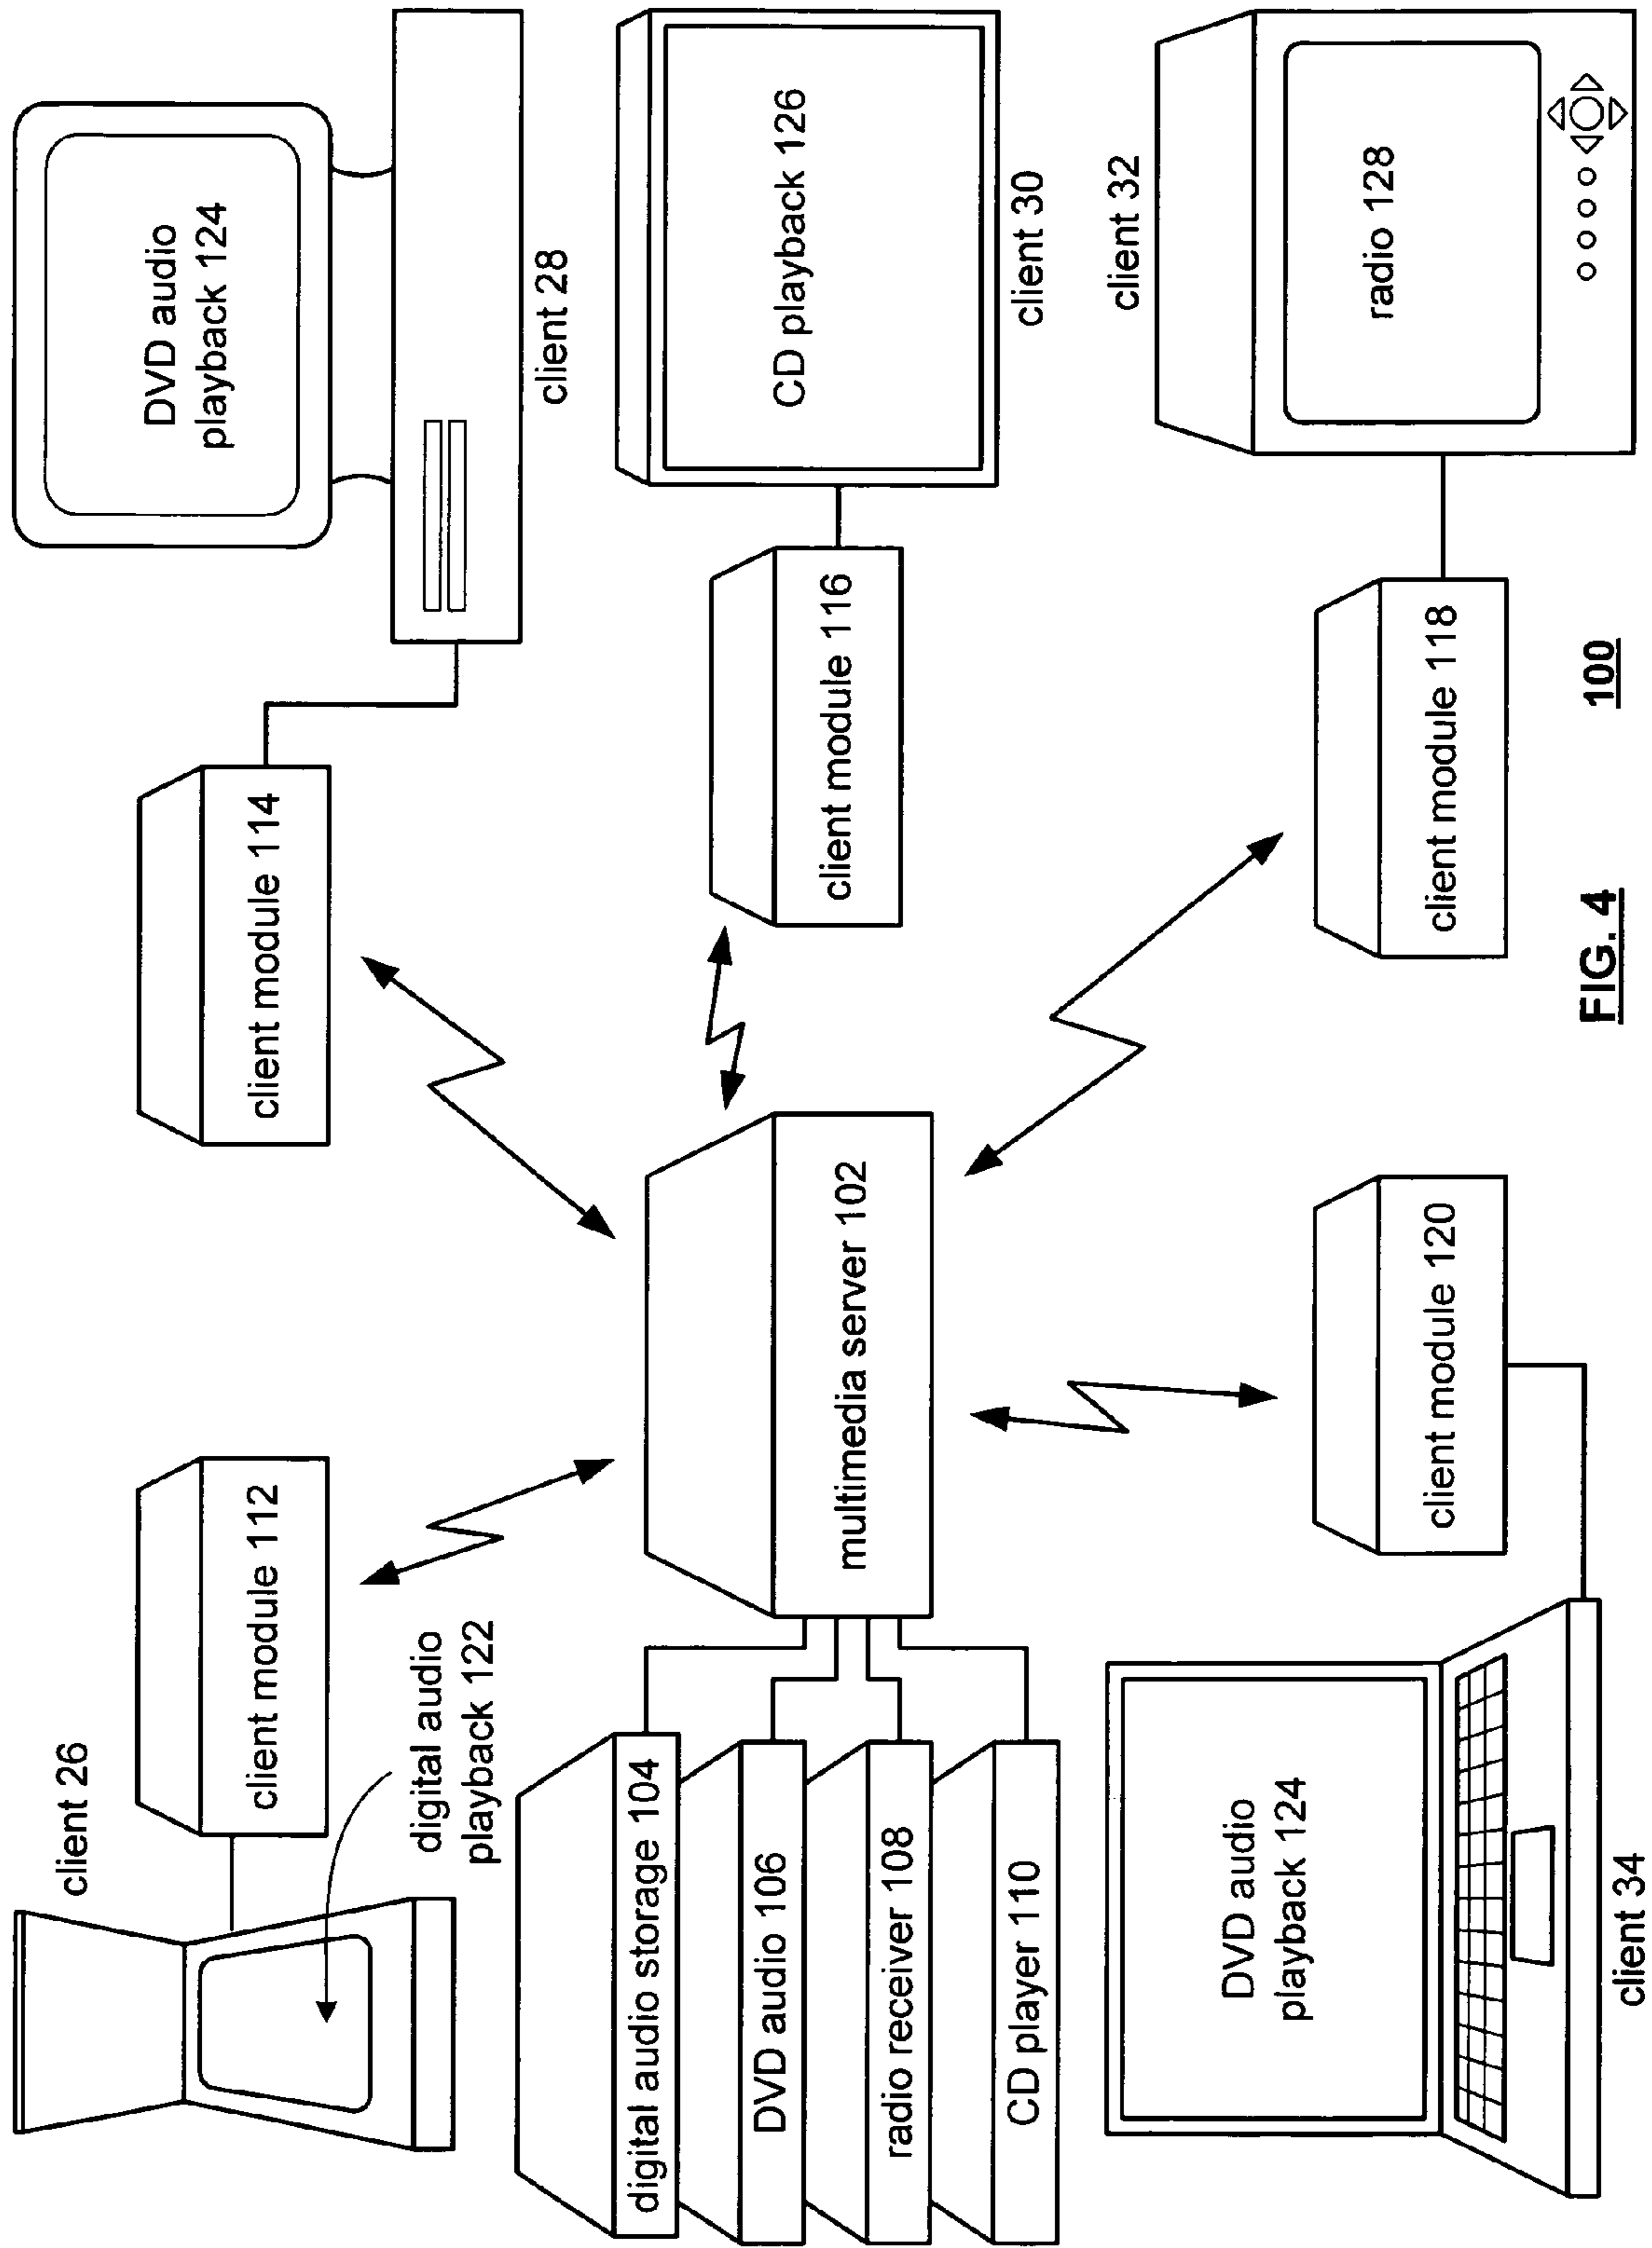 client 26
client module 112
digital audio
playback 122
client module 114
DVD audio
playback 124
client 28
digital audio storage 104
DVD audio 106
radio receiver 108
CD player 110
multimedia server 102
client module 116
CD playback 126
client 30
DVD audio
playback 124
client 34
client module 120
client module 118
client 32
radio 128
FIG. 4
100